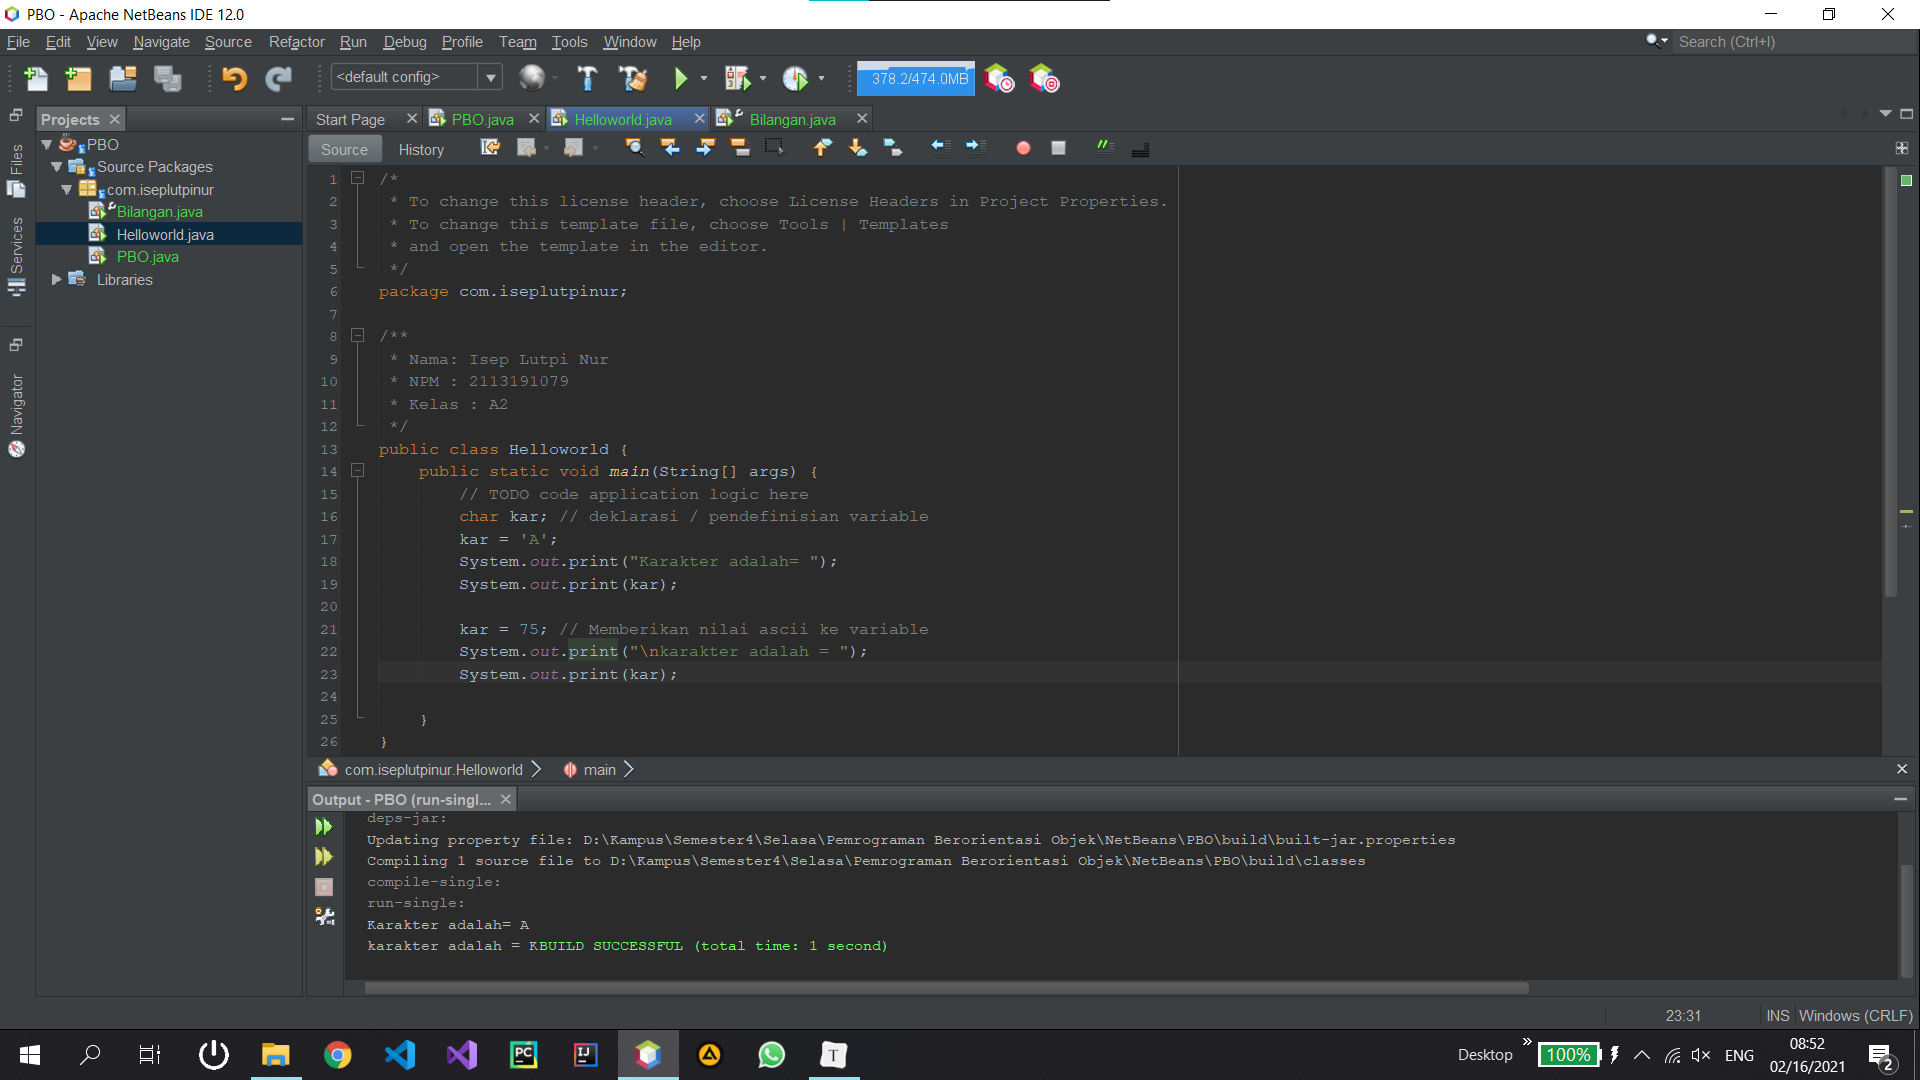 PBO - Apache NetBeans IDE 12.0
File Edit View Navigate Source Refactor Run Debug Profile Team Tools Window Help
Search (Ctrl+I)
<default config>
378.2/474.0MB
Projects
Start Page PBO.java Helloworld.java Bilangan.java
Files
Services
Navigator
PBO
Source Packages
com.iseplutpinur
Bilangan.java
Helloworld.java
PBO.java
Libraries
Source History
1 /*
2 * To change this license header, choose License Headers in Project Properties.
3 * To change this template file, choose Tools | Templates
4 * and open the template in the editor.
5 */
6 package com.iseplutpinur;
7
8 /**
9 * Nama: Isep Lutpi Nur
10 * NPM : 2113191079
11 * Kelas : A2
12 */
13 public class Helloworld {
14 public static void main(String[] args) {
15 // TODO code application logic here
16 char kar; // deklarasi / pendefinisian variable
17 kar = 'A';
18 System.out.print("Karakter adalah= ");
19 System.out.print(kar);
20
21 kar = 75; // Memberikan nilai ascii ke variable
22 System.out.print("\nkarakter adalah = ");
23 System.out.print(kar);
24
25 }
26 }
com.iseplutpinur.Helloworld main
Output - PBO (run-singl...
deps-jar:
Updating property file: D:\Kampus\Semester4\Selasa\Pemrograman Berorientasi Objek\NetBeans\PBO\build\built-jar.properties
Compiling 1 source file to D:\Kampus\Semester4\Selasa\Pemrograman Berorientasi Objek\NetBeans\PBO\build\classes
compile-single:
run-single:
Karakter adalah= A
karakter adalah = KBUILD SUCCESSFUL (total time: 1 second)
23:31 INS Windows (CRLF)
PC
IJ
T
Desktop
100%
ENG
08:52
02/16/2021
2